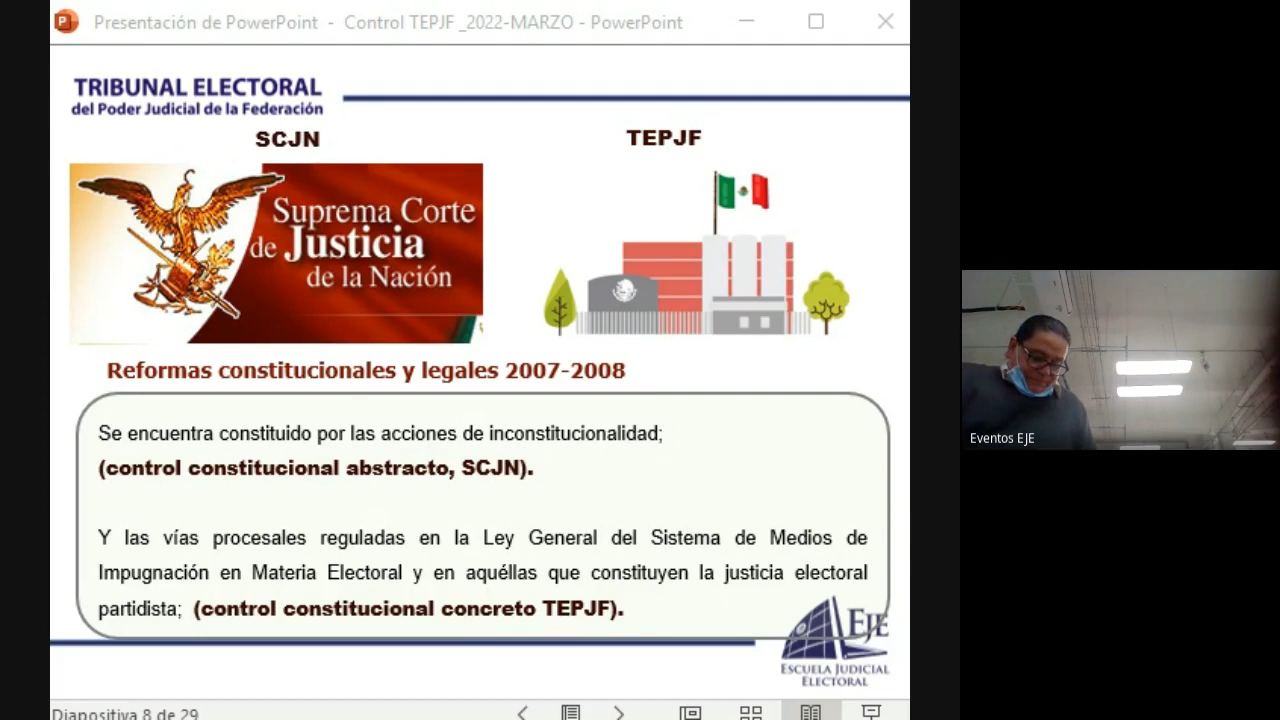 Presentación de PowerPoint - Control TEPJF _2022-MARZO - PowerPoint
TRIBUNAL ELECTORAL
del Poder Judicial de la Federación
SCJN
TEPJF
Suprema Corte
de Justicia
de la Nación
Reformas constitucionales y legales 2007-2008
Se encuentra constituido por las acciones de inconstitucionalidad;
(control constitucional abstracto, SCJN).
Y las vías procesales reguladas en la Ley General del Sistema de Medios de
Impugnación en Materia Electoral y en aquéllas que constituyen la justicia electoral
partidista; (control constitucional concreto TEPJF).
EJE
ESCUELA JUDICIAL
ELECTORAL
Diapositiva 8 de 29
Eventos EJE